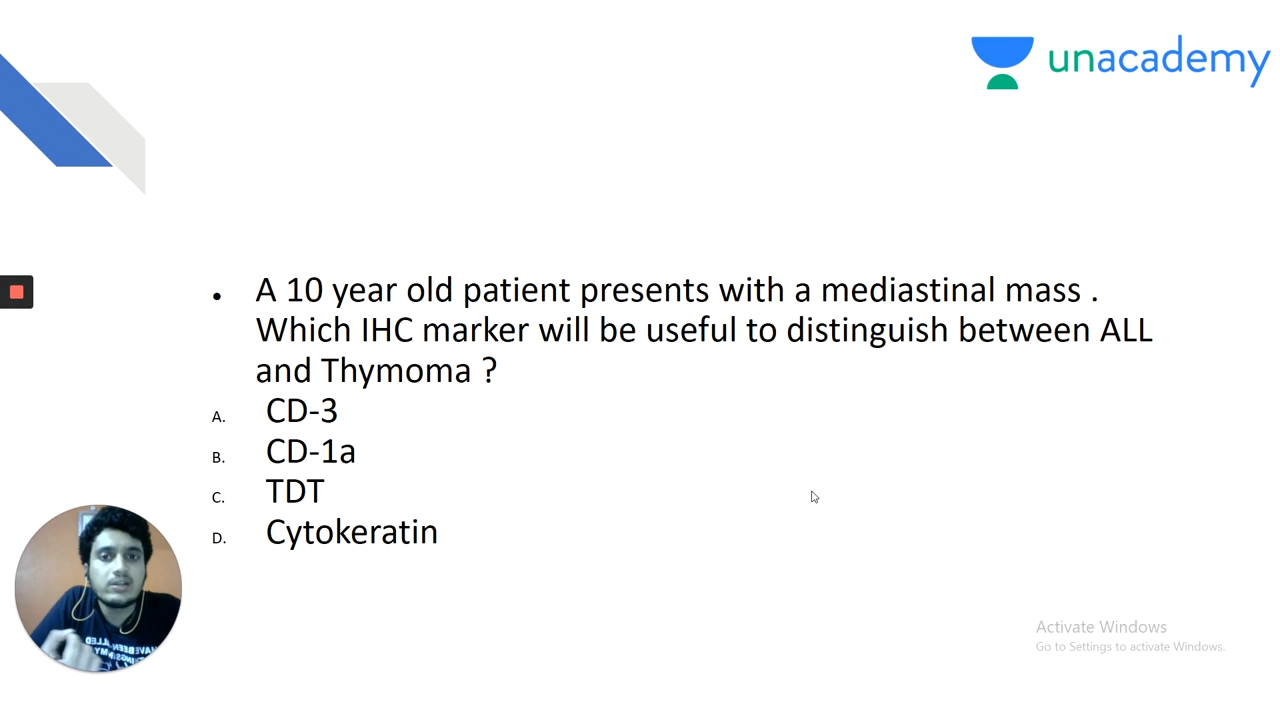 unacademy
• A 10 year old patient presents with a mediastinal mass .
Which IHC marker will be useful to distinguish between ALL
and Thymoma ?
A. CD-3
B. CD-1a
C. TDT
D. Cytokeratin
Activate Windows
Go to Settings to activate Windows.